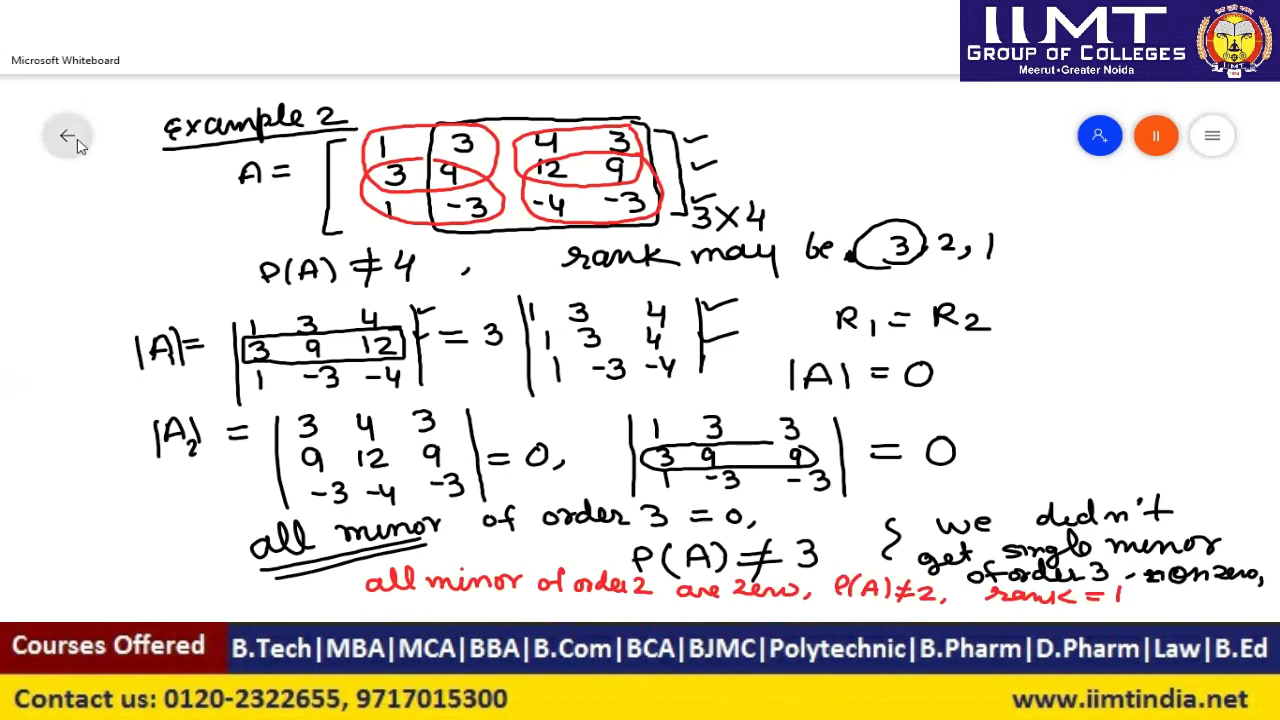 IIMT
GROUP OF COLLEGES
Meerut•Greater Noida
Microsoft Whiteboard
Example 2
A = [ 1 3 4 3
3 9 12 9
1 -3 -4 -3 ] 3×4
ρ(A) ≠ 4 , rank may be 3, 2, 1
|A| = | 1 3 4 | = 3 | 1 3 4 | R1 = R2
| 3 9 12 | | 1 3 4 |
| 1 -3 -4 | | 1 -3 -4 | |A| = 0
|A2| = | 3 4 3 | | 1 3 3 |
| 9 12 9 | = 0, | 3 9 9 | = 0
| -3 -4 -3 | | 1 -3 -3 |
all minor of order 3 = 0, { we didn't
ρ(A) ≠ 3 get single minor
of order 3 - nonzero,
all minor of order 2 are zero, ρ(A) ≠ 2, rank = 1
Courses Offered B.Tech|MBA|MCA|BBA|B.Com|BCA|BJMC|Polytechnic|B.Pharm|D.Pharm|Law|B.Ed
Contact us: 0120-2322655, 9717015300 www.iimtindia.net